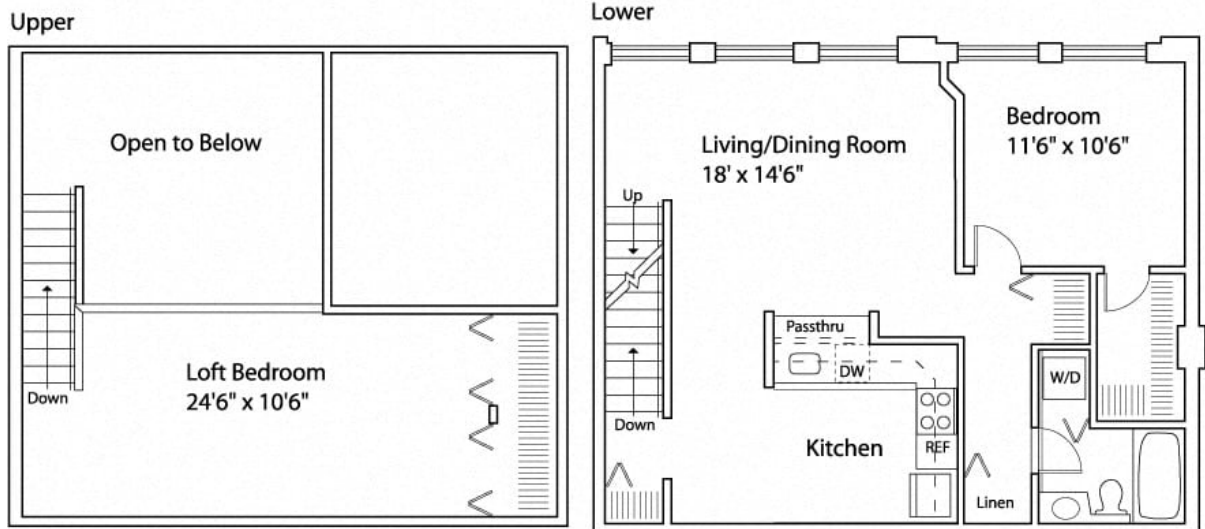 Upper
Open to Below
Down
Loft Bedroom
24'6" x 10'6"
Lower
Living/Dining Room
18' x 14'6"
Bedroom
11'6" x 10'6"
Up
Passthru
DW
W/D
Down
Kitchen
REF
Linen